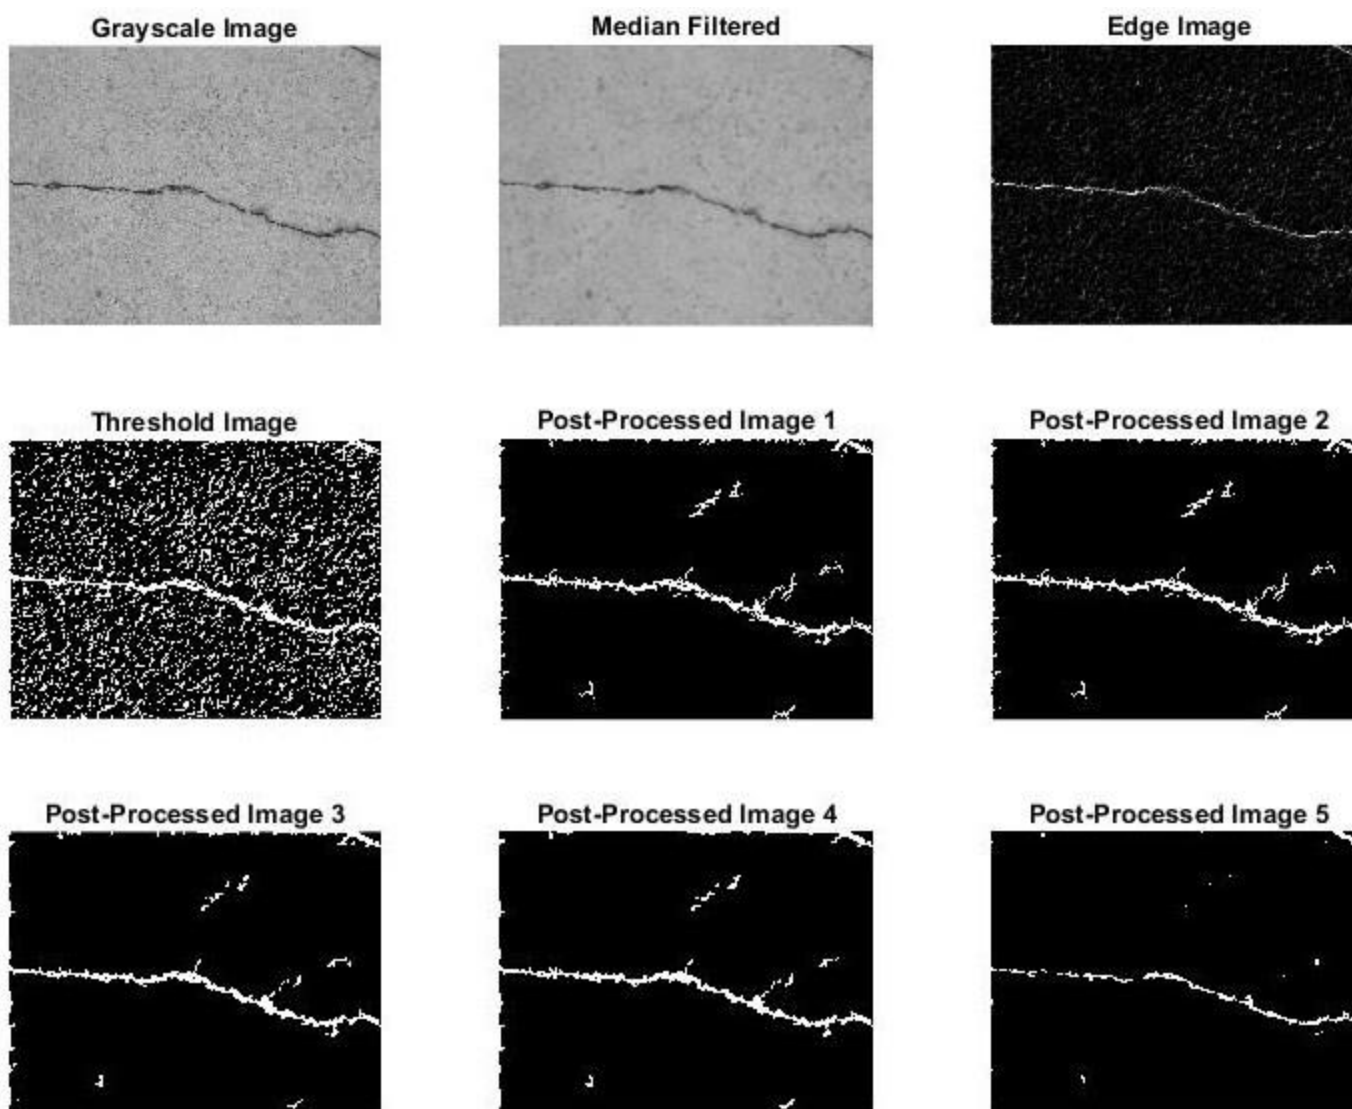 Grayscale Image
Median Filtered
Edge Image
Threshold Image
Post-Processed Image 1
Post-Processed Image 2
Post-Processed Image 3
Post-Processed Image 4
Post-Processed Image 5